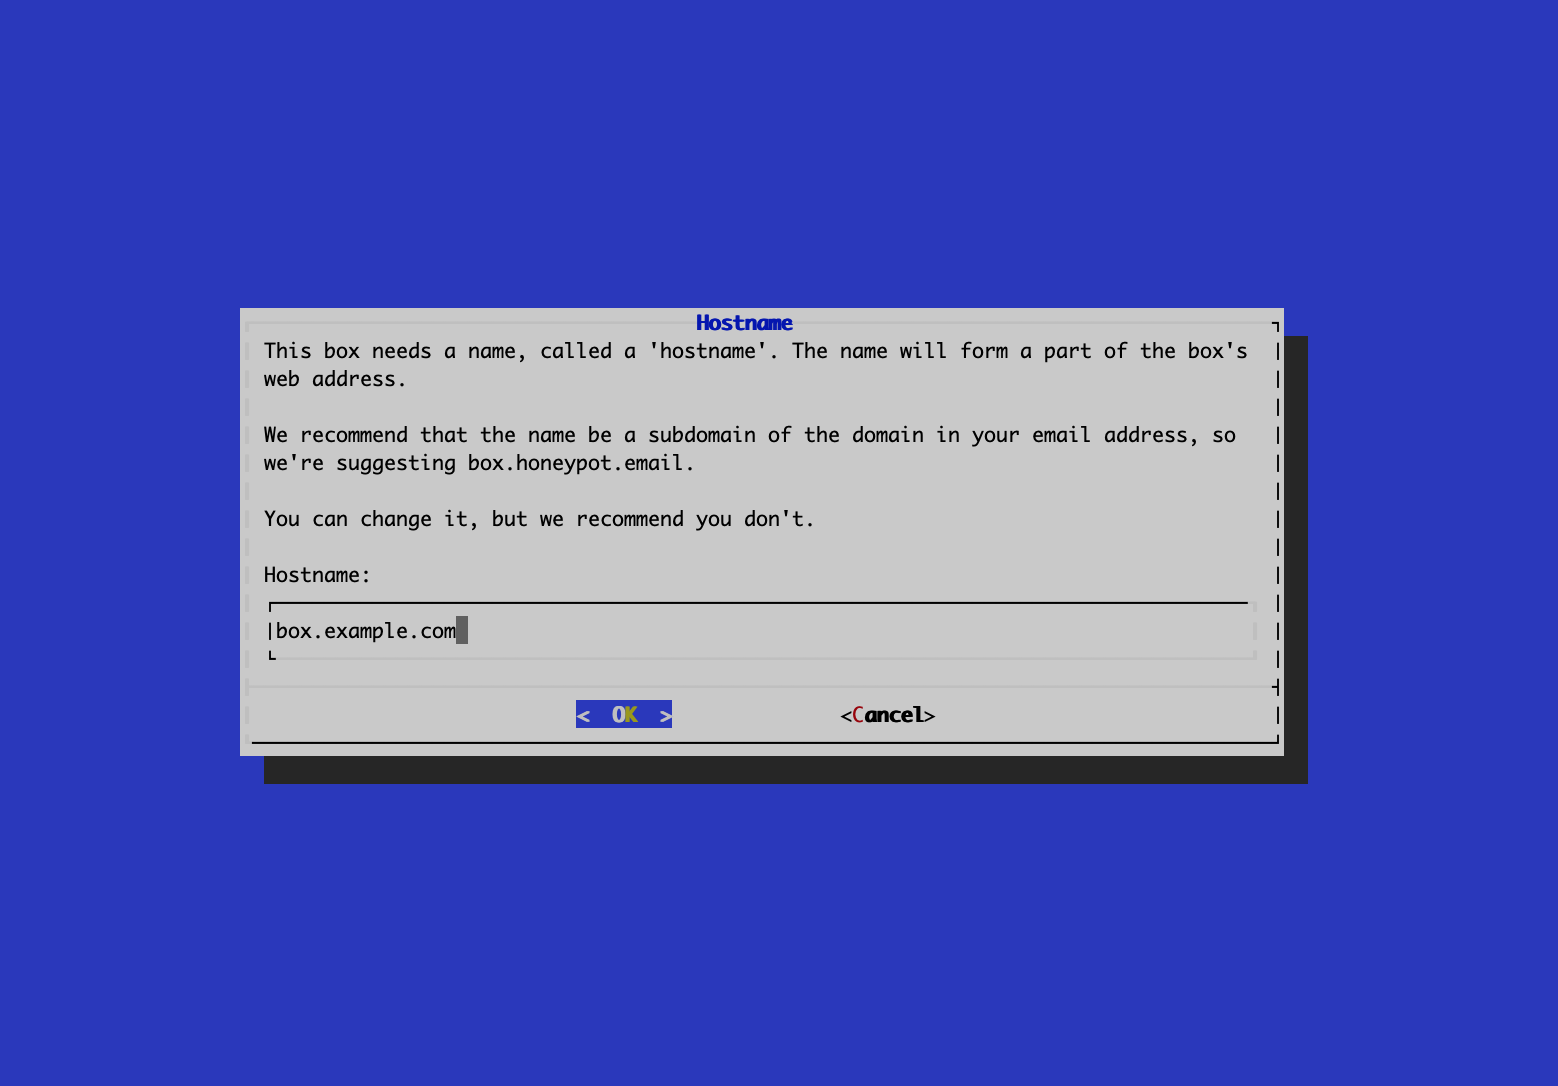 Hostname
This box needs a name, called a 'hostname'. The name will form a part of the box's
web address.
We recommend that the name be a subdomain of the domain in your email address, so
we're suggesting box.honeypot.email.
You can change it, but we recommend you don't.
Hostname:
box.example.com
< OK > <Cancel>